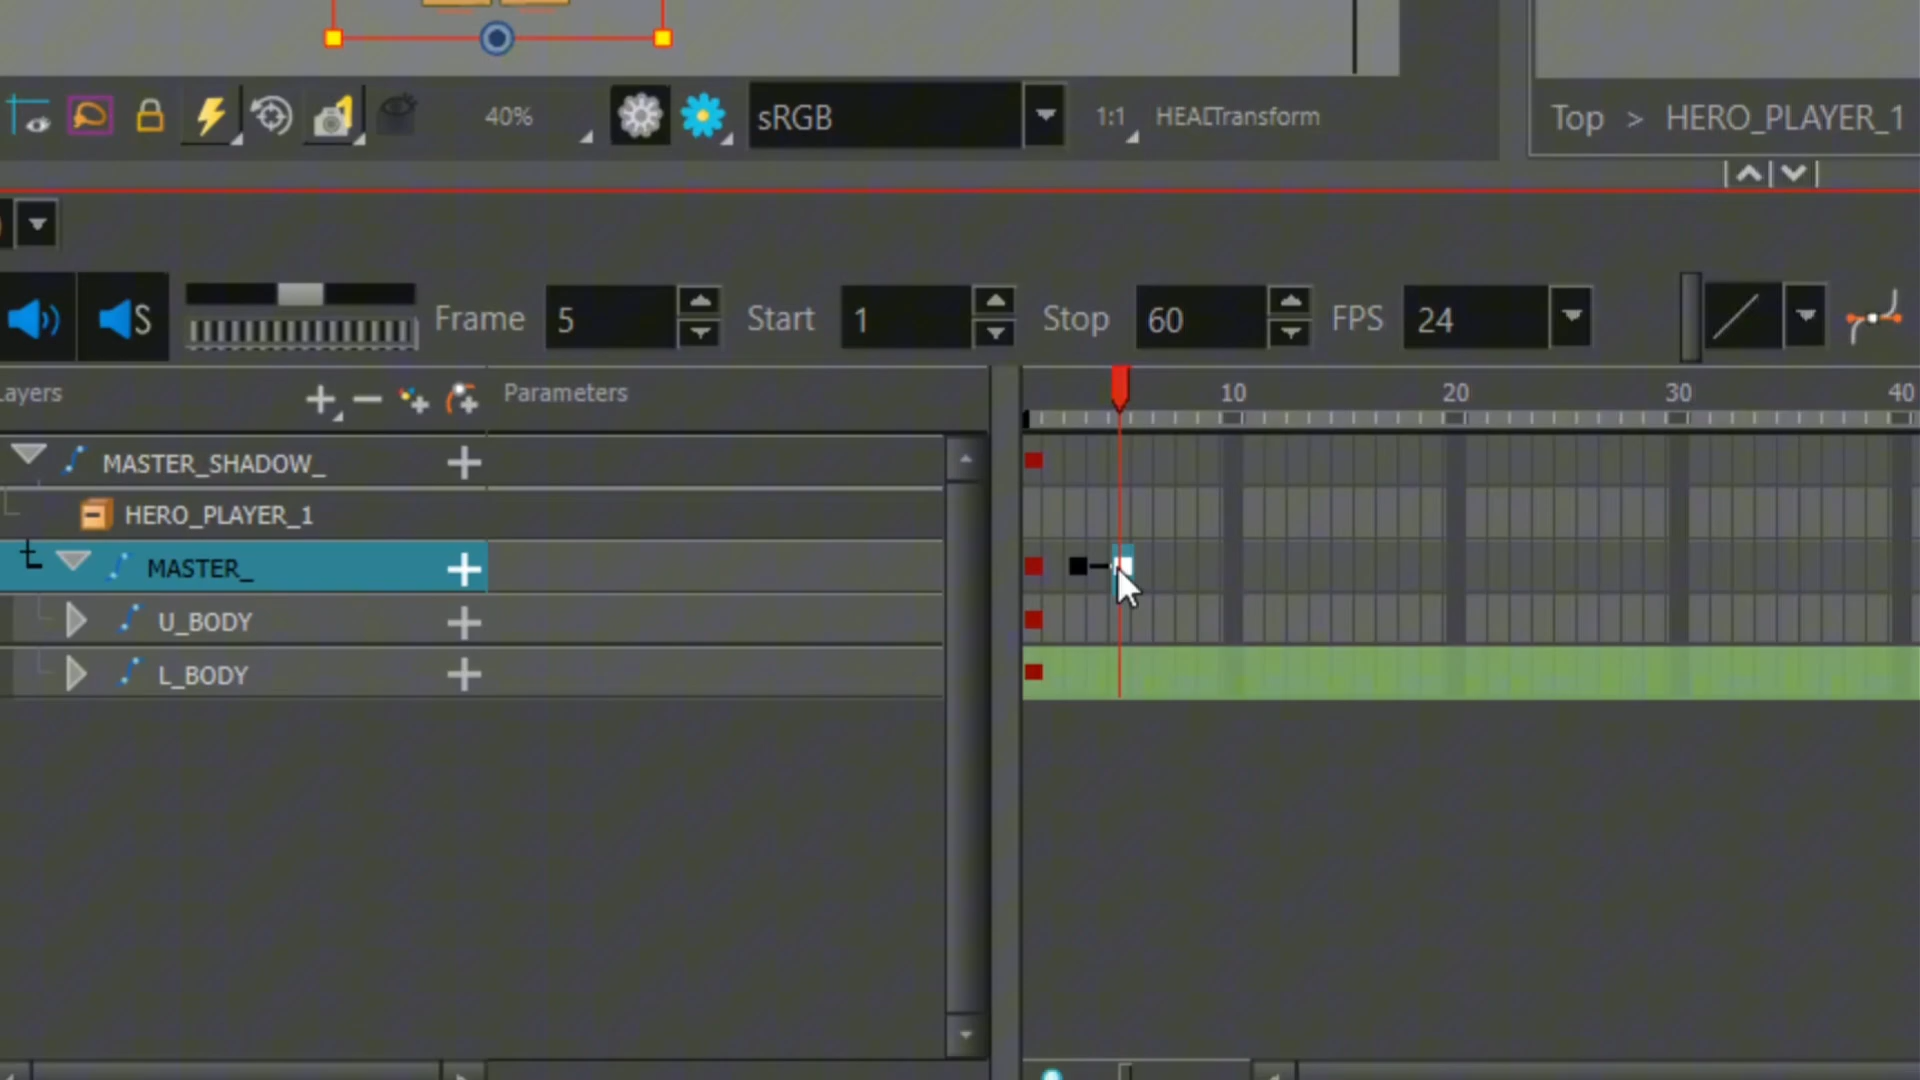 40%
sRGB
1:1
HEALTransform
Top > HERO_PLAYER_1
S
Frame 5
Start 1
Stop 60
FPS 24
Parameters
10 20 30 40
MASTER_SHADOW_
HERO_PLAYER_1
MASTER_
U_BODY
L_BODY